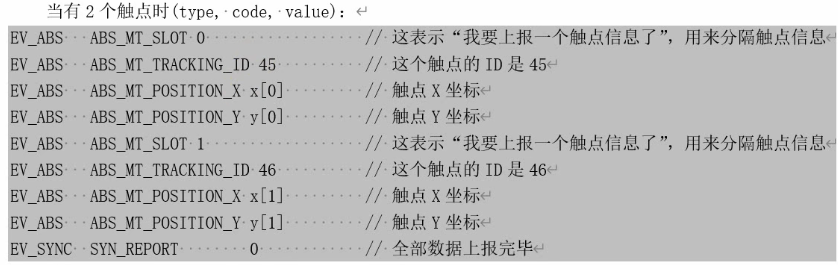 当有 2 个触点时(type, code, value)：
EV_ABS ABS_MT_SLOT 0 // 这表示“我要上报一个触点信息了”，用来分隔触点信息
EV_ABS ABS_MT_TRACKING_ID 45 // 这个触点的 ID 是 45
EV_ABS ABS_MT_POSITION_X x[0] // 触点 X 坐标
EV_ABS ABS_MT_POSITION_Y y[0] // 触点 Y 坐标
EV_ABS ABS_MT_SLOT 1 // 这表示“我要上报一个触点信息了”，用来分隔触点信息
EV_ABS ABS_MT_TRACKING_ID 46 // 这个触点的 ID 是 46
EV_ABS ABS_MT_POSITION_X x[1] // 触点 X 坐标
EV_ABS ABS_MT_POSITION_Y y[1] // 触点 Y 坐标
EV_SYNC SYN_REPORT 0 // 全部数据上报完毕